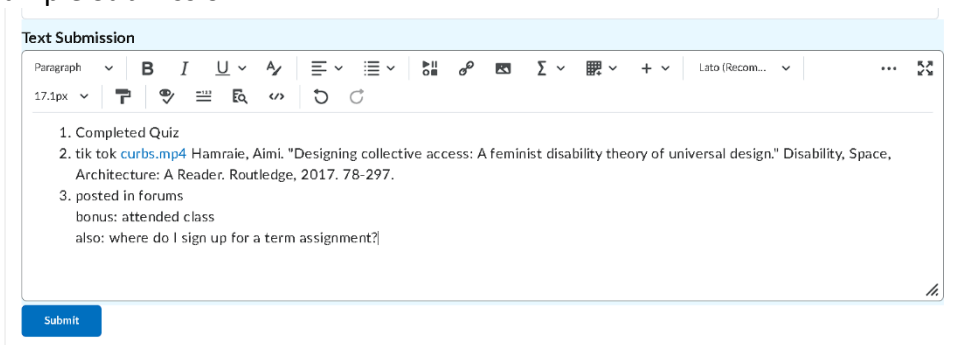 Text Submission
Paragraph B I U Lato (Recom...
17.1px
1. Completed Quiz
2. tik tok curbs.mp4 Hamraie, Aimi. "Designing collective access: A feminist disability theory of universal design." Disability, Space,
Architecture: A Reader. Routledge, 2017. 78-297.
3. posted in forums
bonus: attended class
also: where do I sign up for a term assignment?
Submit